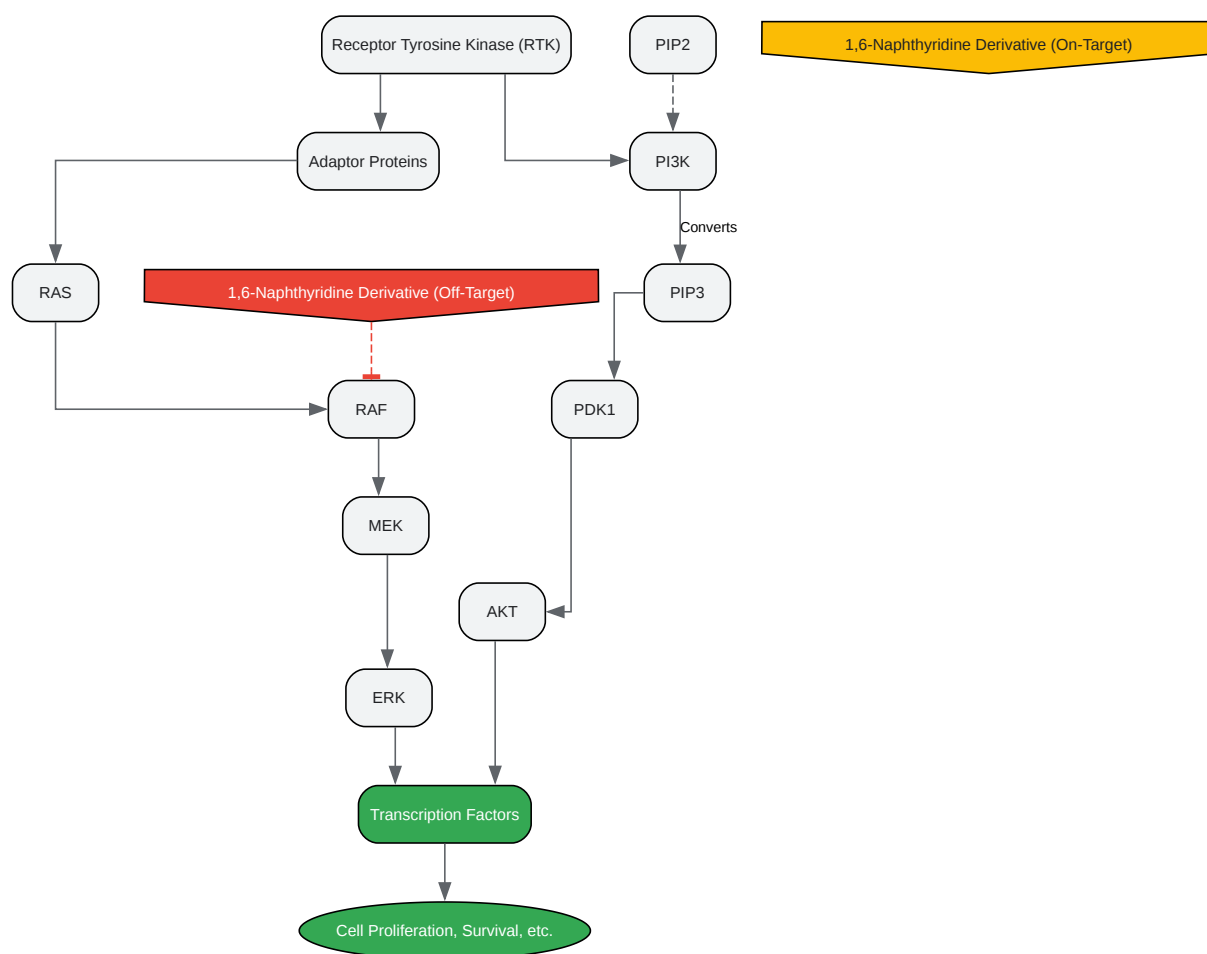 Receptor Tyrosine Kinase (RTK)
PIP2
1,6-Naphthyridine Derivative (On-Target)
Adaptor Proteins
PI3K
Converts
RAS
1,6-Naphthyridine Derivative (Off-Target)
PIP3
RAF
PDK1
MEK
AKT
ERK
Transcription Factors
Cell Proliferation, Survival, etc.